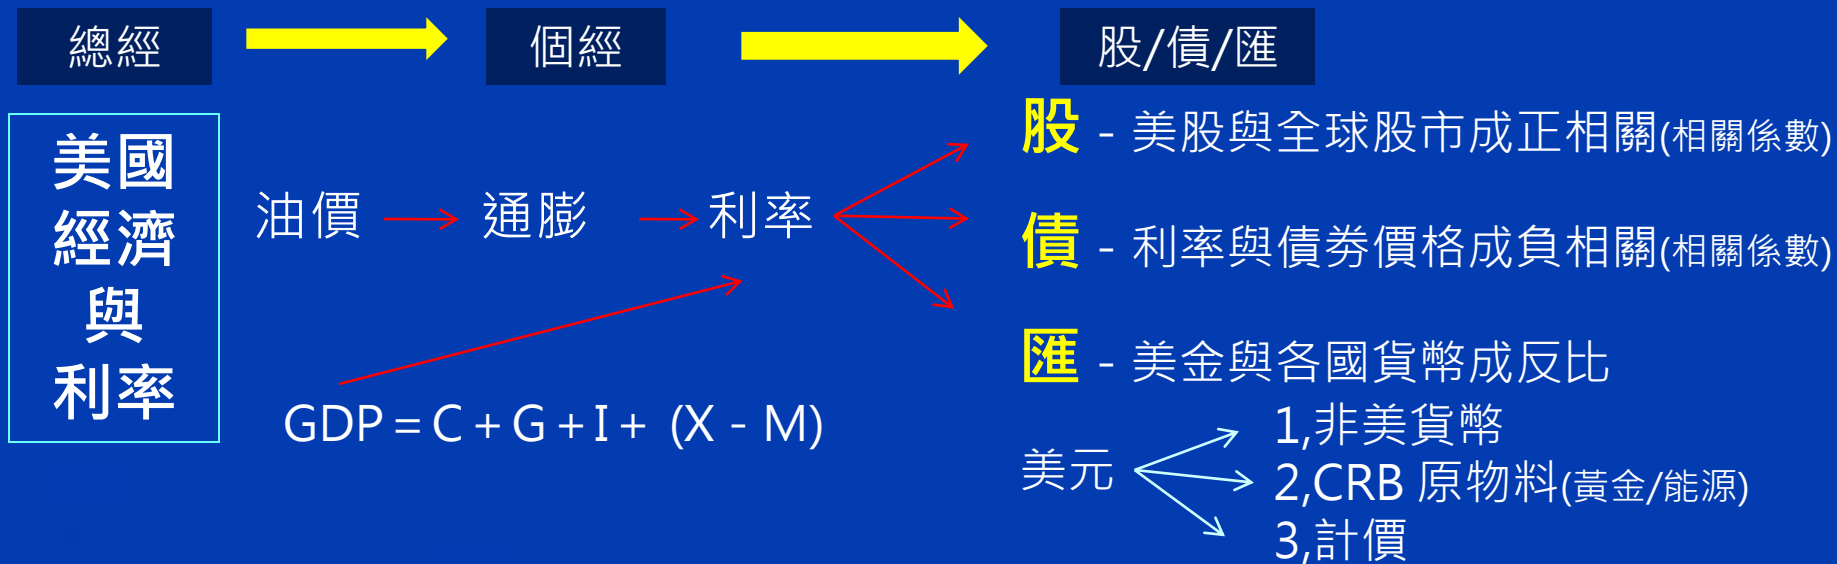 總經
個經
股/債/匯
美國
經濟
與
利率
油價
通膨
利率
GDP = C + G + I + (X - M)
股 - 美股與全球股市成正相關(相關係數)
債 - 利率與債券價格成負相關(相關係數)
匯 - 美金與各國貨幣成反比
美元
1,非美貨幣
2,CRB 原物料(黃金/能源)
3,計價